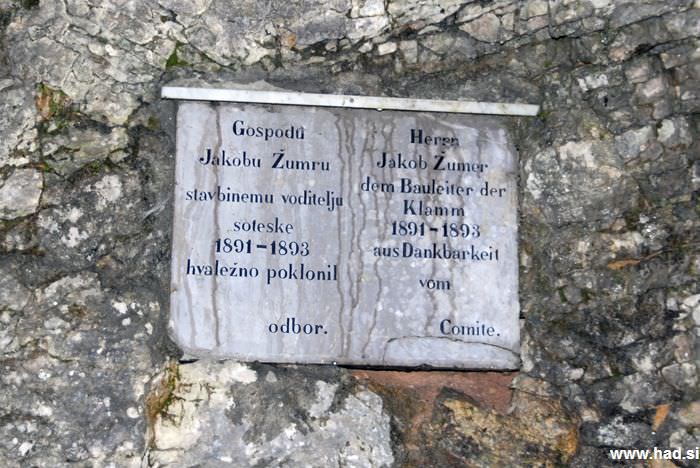 Gospodu
Jakobu Žumru
stavbinemu voditelju
soteske
1891-1893
hvaležno poklonil
odbor.
Herrn
Jakob Žumer
dem Bauleiter der
Klamm
1891-1893
aus Dankbarkeit
vom
Comite.
www.had.si